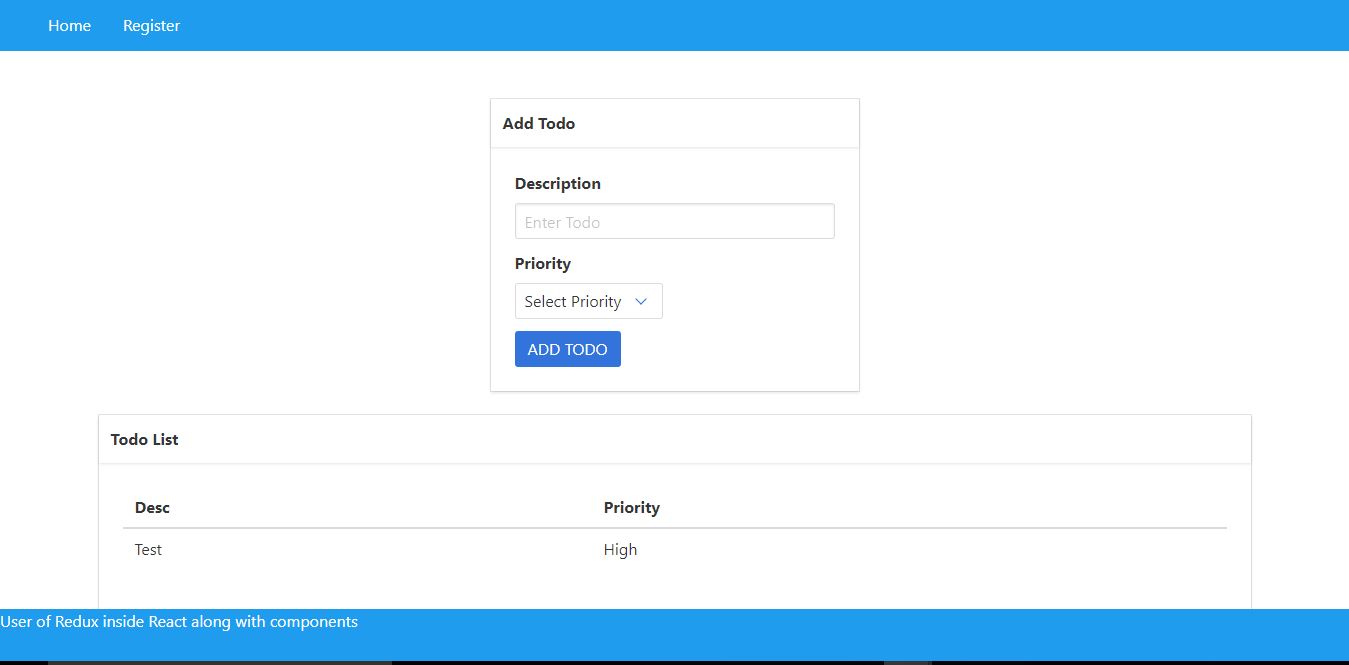 Home Register
Add Todo
Description
Enter Todo
Priority
Select Priority
ADD TODO
Todo List
Desc Priority
Test High
User of Redux inside React along with components